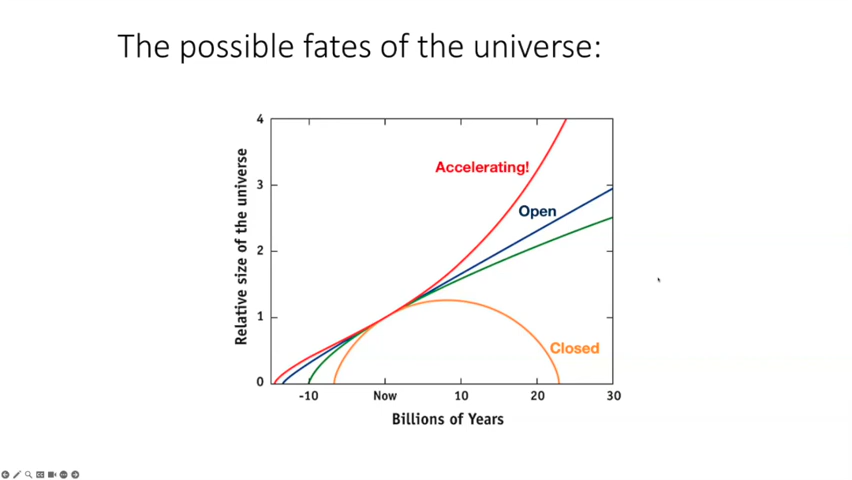 The possible fates of the universe:
4
3
2
1
0
Relative size of the universe
Accelerating!
Open
Closed
-10 Now 10 20 30
Billions of Years